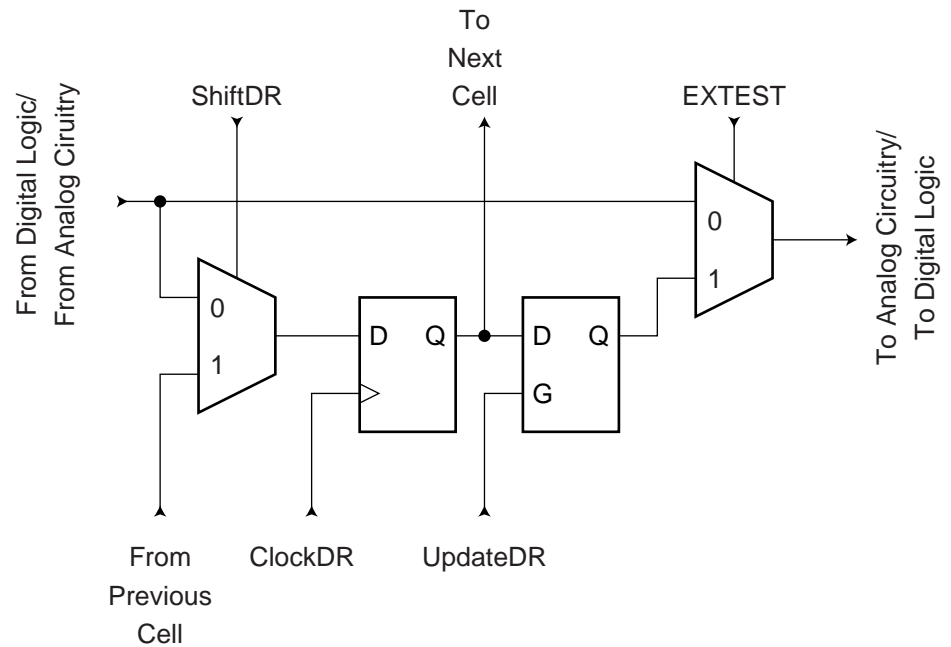 To
Next
Cell
ShiftDR
EXTEST
From Digital Logic/
From Analog Ciruitry
To Analog Circuitry/
To Digital Logic
0
1
0
1
D Q
D Q
G
From
Previous
Cell
ClockDR
UpdateDR